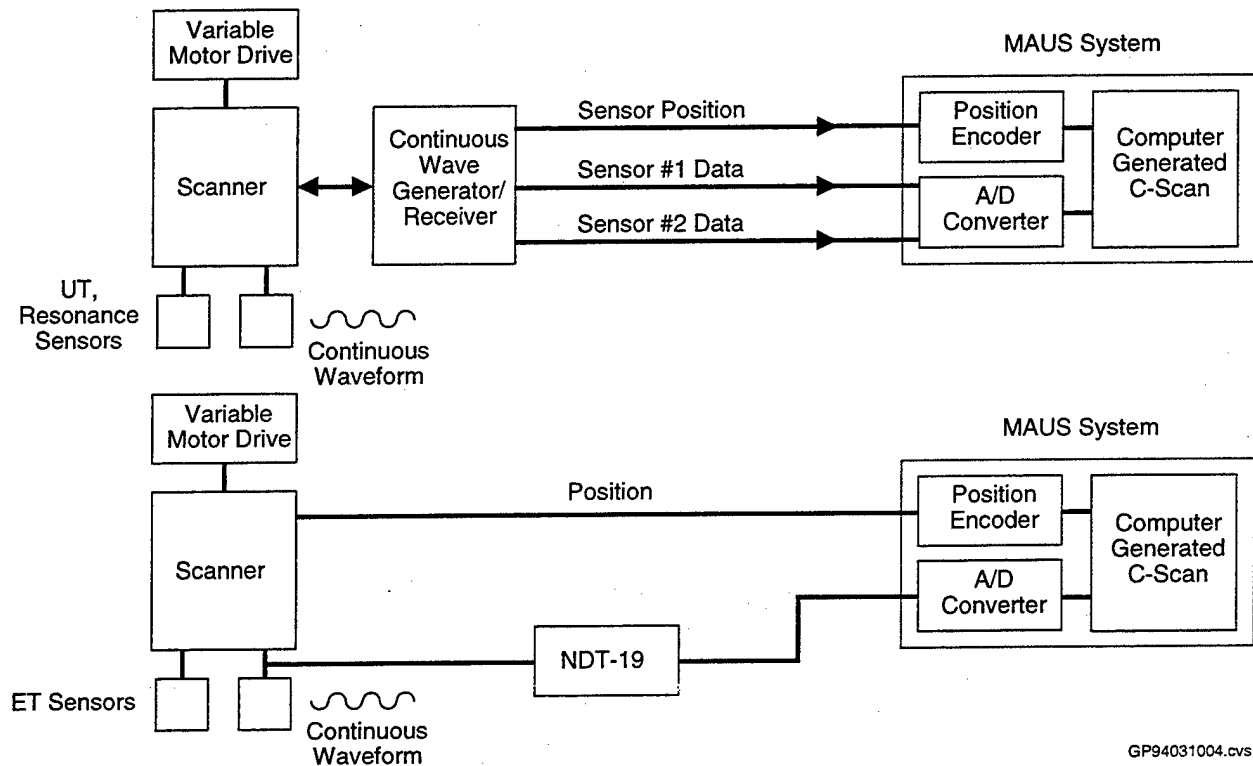 Variable
Motor Drive
MAUS System
Scanner
Continuous
Wave
Generator/
Receiver
Sensor Position
Sensor #1 Data
Sensor #2 Data
Position
Encoder
A/D
Converter
Computer
Generated
C-Scan
UT,
Resonance
Sensors
Continuous
Waveform
Variable
Motor Drive
MAUS System
Scanner
Position
Position
Encoder
A/D
Converter
Computer
Generated
C-Scan
NDT-19
ET Sensors
Continuous
Waveform
GP94031004.cvs